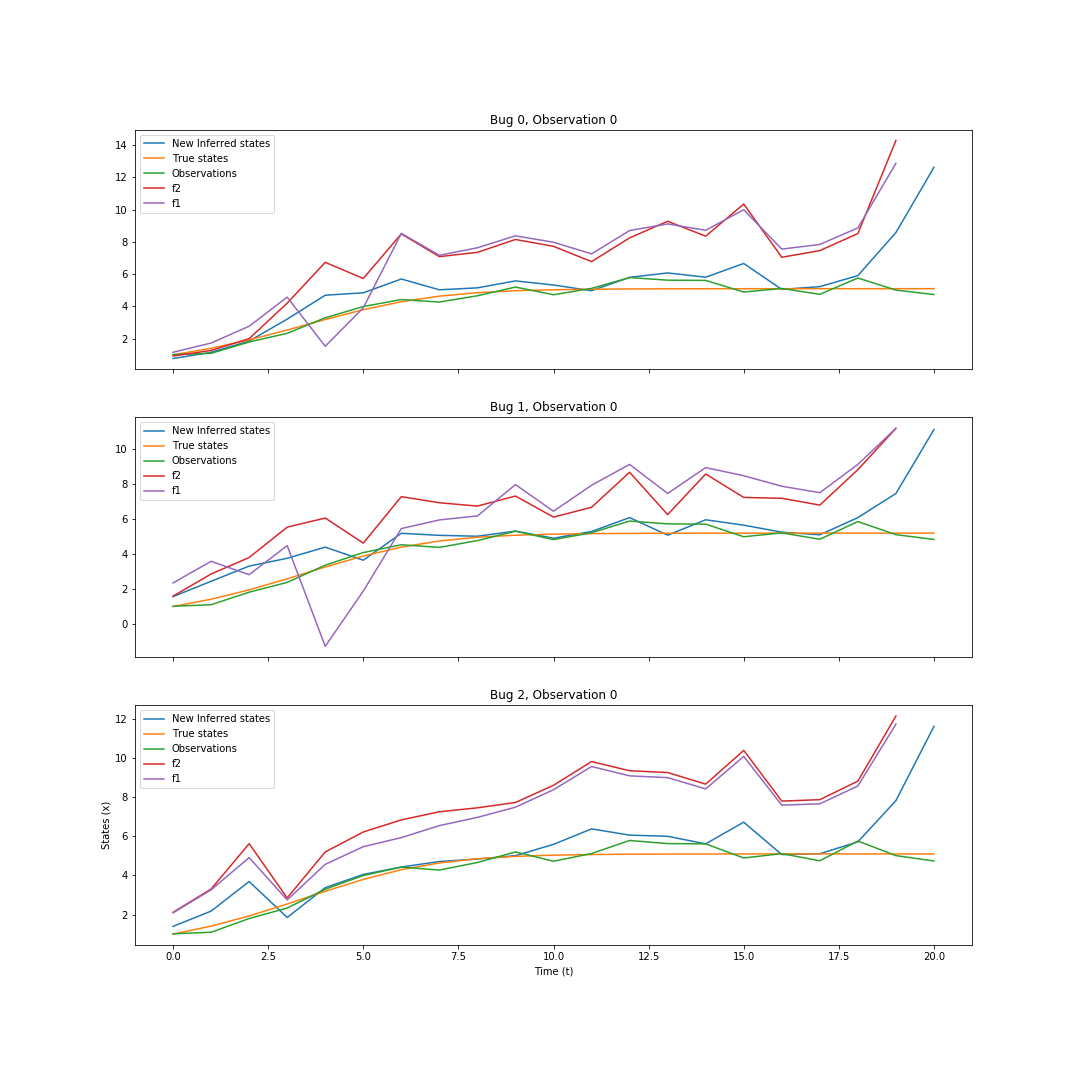 Bug 0, Observation 0
New Inferred states
True states
Observations
f2
f1
14
12
10
8
6
4
2
Bug 1, Observation 0
New Inferred states
True states
Observations
f2
f1
10
8
6
4
2
0
Bug 2, Observation 0
New Inferred states
True states
Observations
f2
f1
12
10
8
6
4
2
States (x)
0.0 2.5 5.0 7.5 10.0 12.5 15.0 17.5 20.0
Time (t)